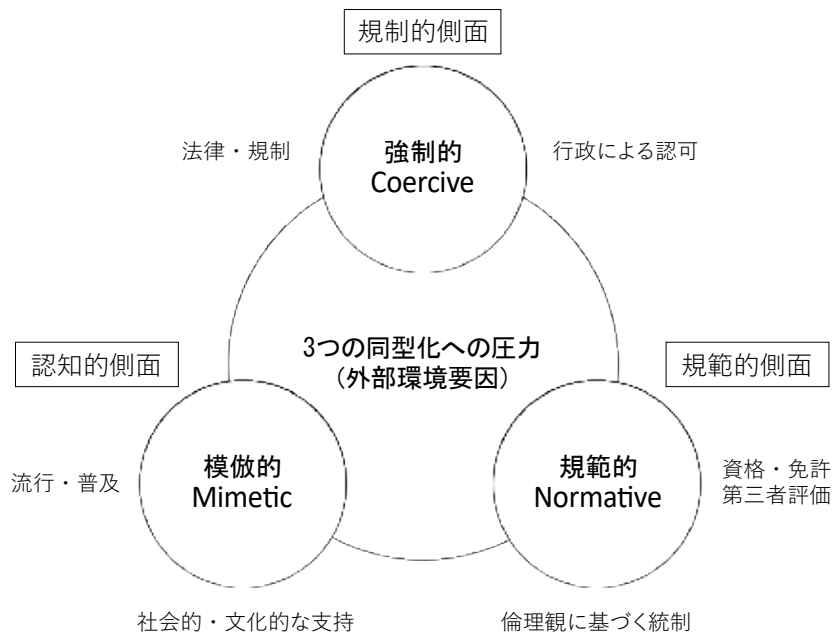 規制的側面
法律・規制
強制的
Coercive
行政による認可
3つの同型化への圧力
(外部環境要因)
認知的側面
規範的側面
流行・普及
模倣的
Mimetic
規範的
Normative
資格・免許
第三者評価
社会的・文化的な支持
倫理観に基づく統制